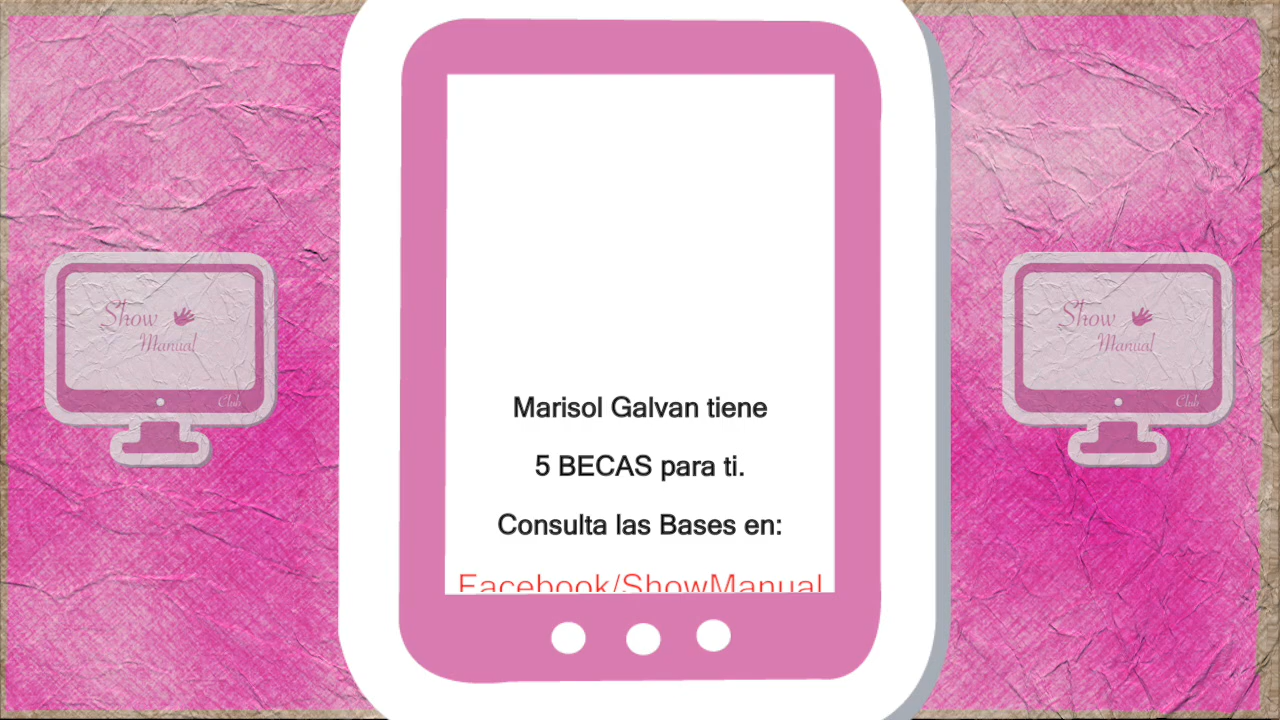 Marisol Galvan tiene
5 BECAS para ti.
Consulta las Bases en:
Facebook/ShowManual
Show
Manual
Club
Show
Manual
Club